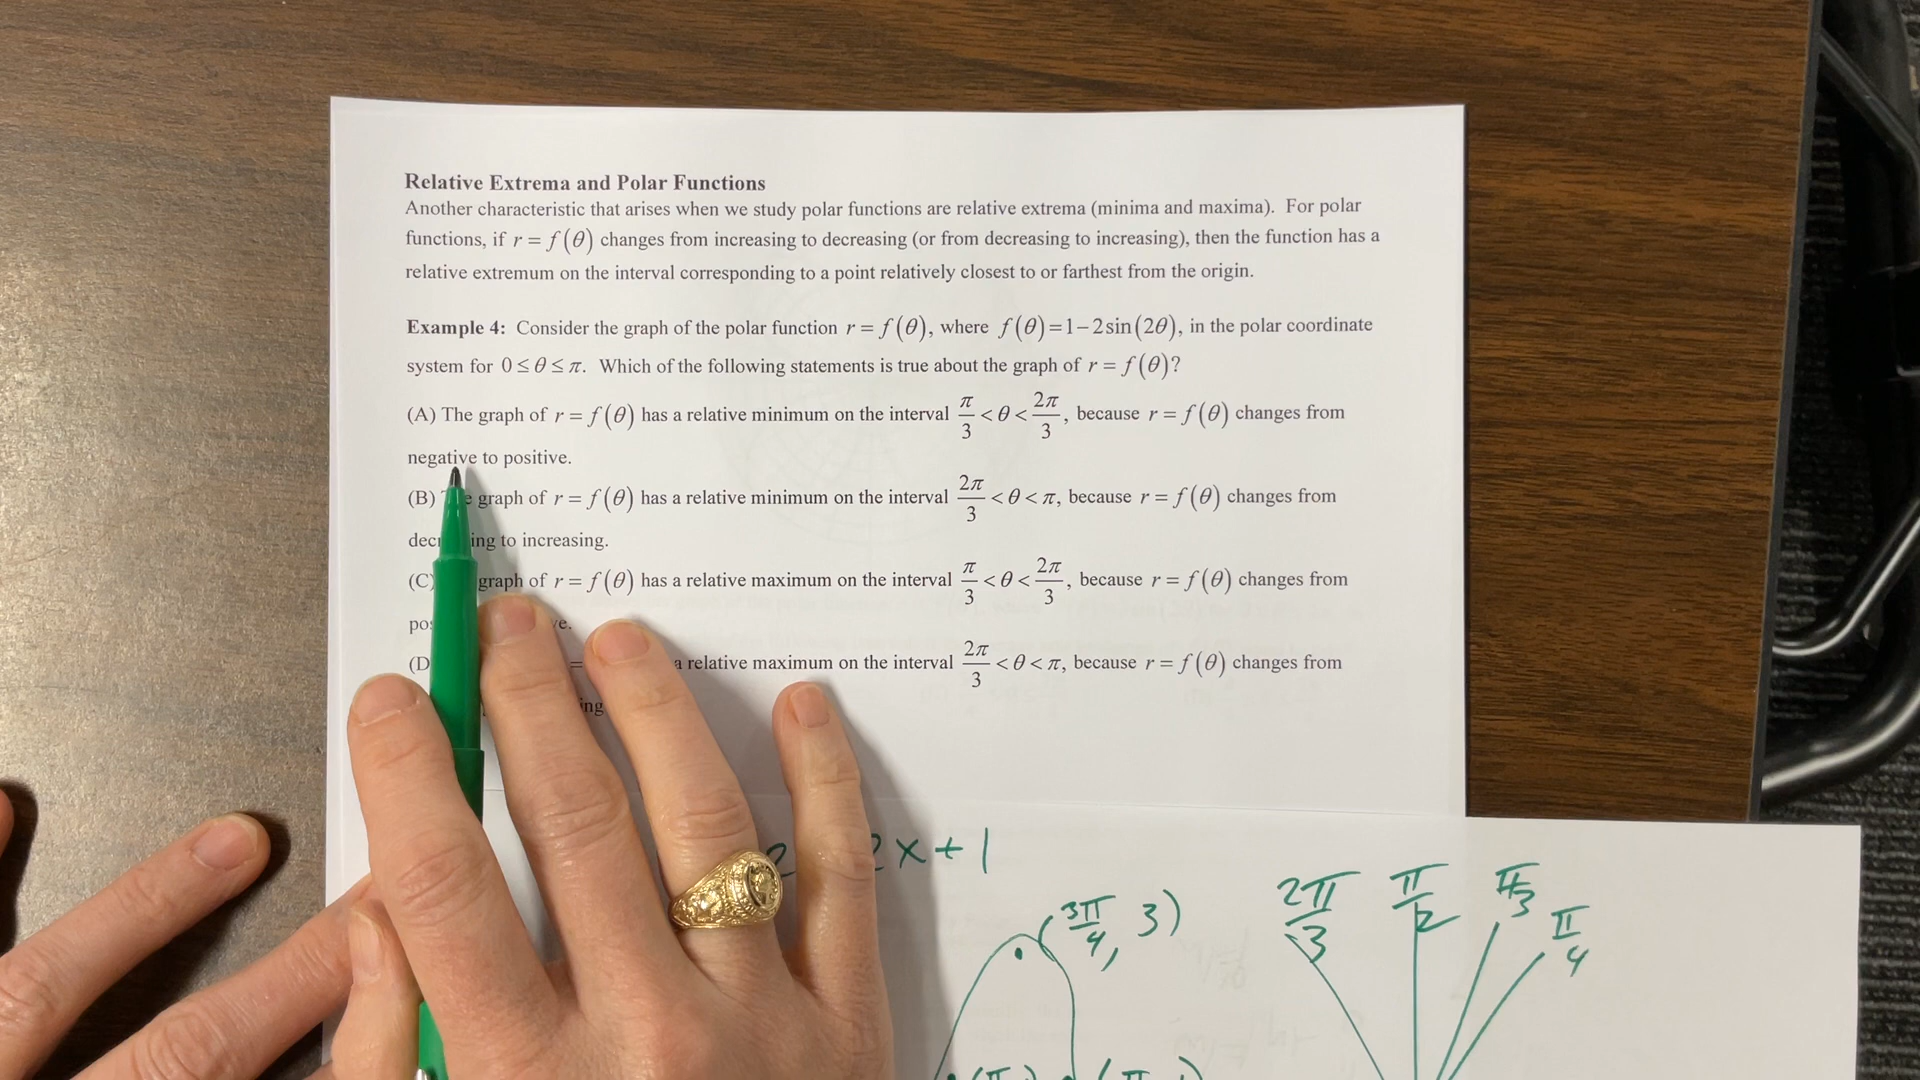 Relative Extrema and Polar Functions
Another characteristic that arises when we study polar functions are relative extrema (minima and maxima). For polar
functions, if r = f(θ) changes from increasing to decreasing (or from decreasing to increasing), then the function has a
relative extremum on the interval corresponding to a point relatively closest to or farthest from the origin.
Example 4: Consider the graph of the polar function r = f(θ), where f(θ)=1−2sin(2θ), in the polar coordinate
system for 0≤θ≤π. Which of the following statements is true about the graph of r = f(θ)?
(A) The graph of r = f(θ) has a relative minimum on the interval π/3 < θ < 2π/3, because r = f(θ) changes from
negative to positive.
(B) graph of r = f(θ) has a relative minimum on the interval 2π/3 < θ < π, because r = f(θ) changes from
to increasing.
(C) graph of r = f(θ) has a relative maximum on the interval π/3 < θ < 2π/3, because r = f(θ) changes from
(D = a relative maximum on the interval 2π/3 < θ < π, because r = f(θ) changes from
2x+1
(3π/4, 3)
2π/3 π/2 π/3 π/4